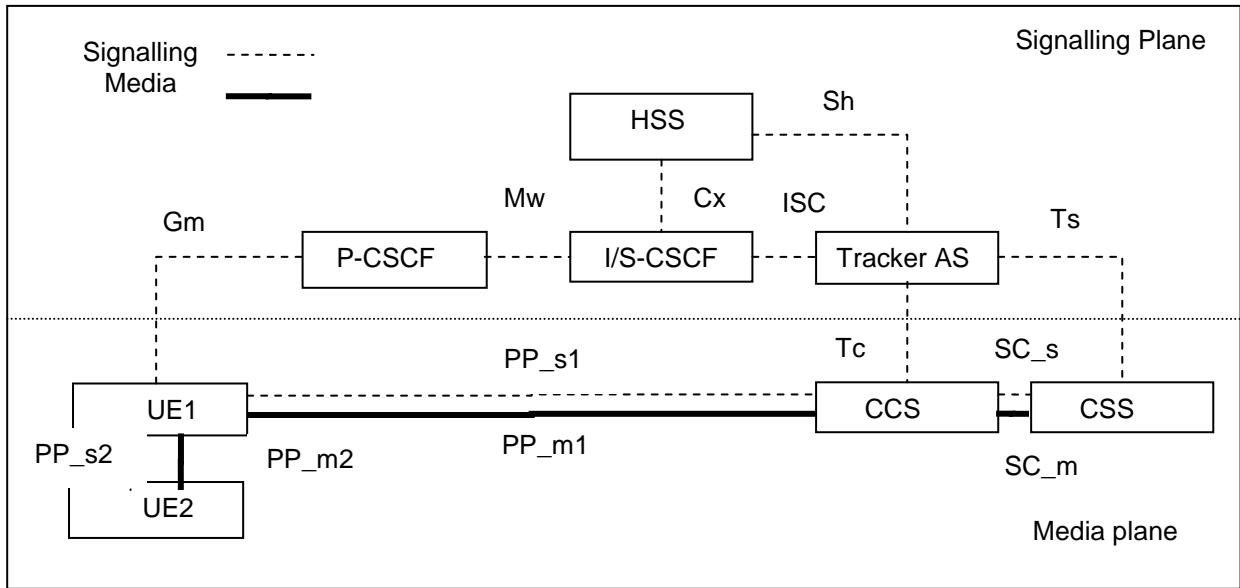 Signalling Plane
Signalling
Media
Sh
HSS
Mw
Cx
ISC
Ts
Gm
P-CSCF
I/S-CSCF
Tracker AS
PP_s1
Tc
SC_s
UE1
CCS
CSS
PP_s2
PP_m2
PP_m1
SC_m
UE2
Media plane